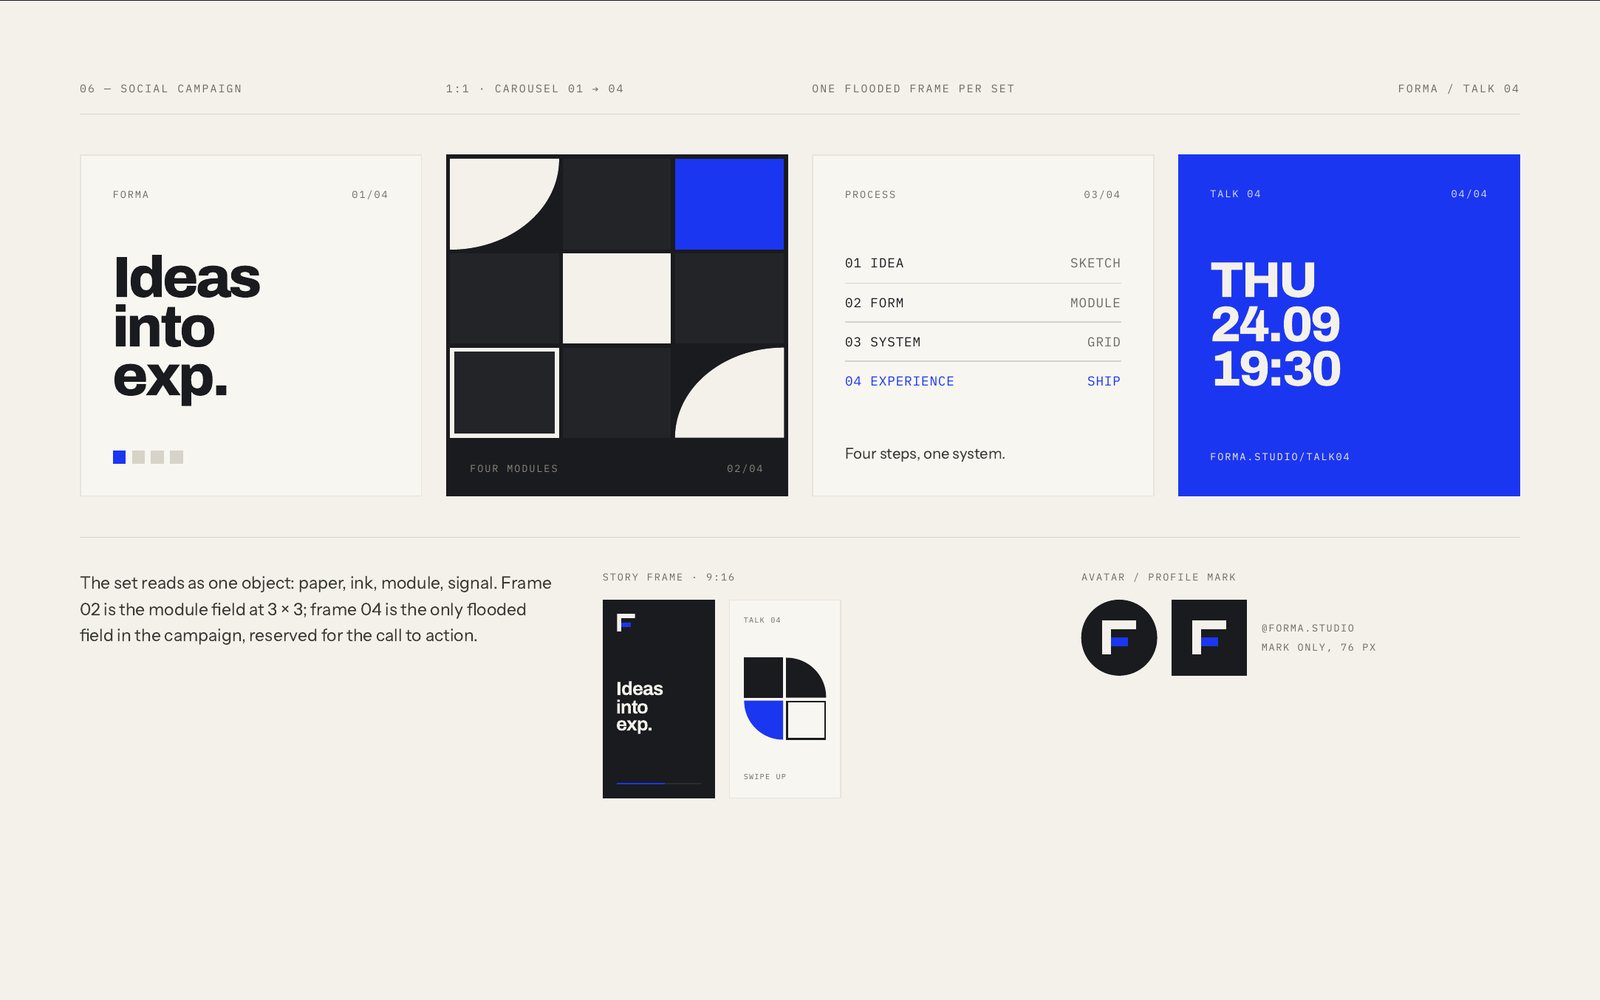 06 — SOCIAL CAMPAIGN
1:1 · CAROUSEL 01 → 04
ONE FLOODED FRAME PER SET
FORMA / TALK 04
FORMA 01/04
Ideas
into
exp.
FOUR MODULES 02/04
PROCESS 03/04
01 IDEA SKETCH
02 FORM MODULE
03 SYSTEM GRID
04 EXPERIENCE SHIP
Four steps, one system.
TALK 04 04/04
THU
24.09
19:30
FORMA.STUDIO/TALK04
The set reads as one object: paper, ink, module, signal. Frame
02 is the module field at 3 × 3; frame 04 is the only flooded
field in the campaign, reserved for the call to action.
STORY FRAME · 9:16
F
Ideas
into
exp.
TALK 04
SWIPE UP
AVATAR / PROFILE MARK
F
F
@FORMA.STUDIO
MARK ONLY, 76 PX